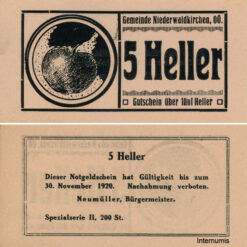 Gemeinde Niederwaldkirchen, OÖ.
5 Heller
Gutschein über fünf Heller
5 Heller
Dieser Notgeldschein hat Gültigkeit bis zum
30. November 1920. Nachahmung verboten.
Neumüller, Bürgermeister.
Spezialserie II, 200 St.
Internumis